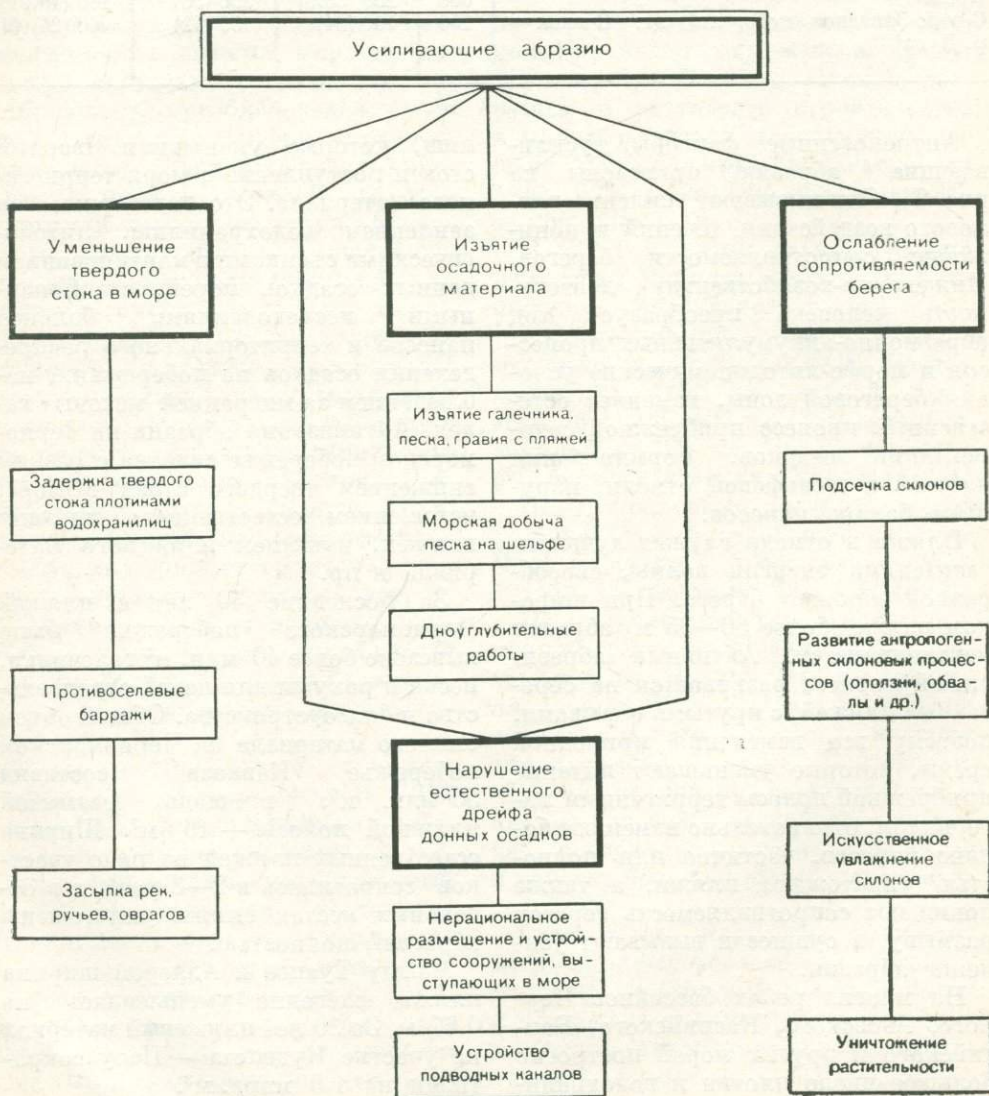 Усиливающие абразию
Уменьшение
твердого
стока в море
Задержка твердого
стока плотинами
водохранилищ
Противоселевые
барражи
Засыпка рек,
ручьев, оврагов
Изъятие
осадочного
материала
Изъятие галечника,
песка, гравия с пляжей
Морская добыча
песка на шельфе
Дноуглубительные
работы
Нарушение
естественного
дрейфа
донных осадков
Нерациональное
размещение и устрой-
ство сооружений, вы-
ступающих в море
Устройство
подводных каналов
Ослабление
сопротивляемости
берега
Подсечка склонов
Развитие антропоген-
ных склоновых процес-
сов (оползни, обва-
лы и др.)
Искусственное
увлажнение
склонов
Уничтожение
растительности